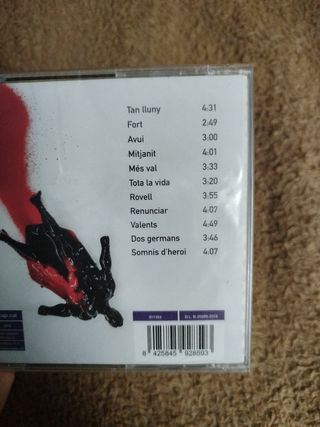 Tan lluny 4:31
Fort 2:49
Avui 3:00
Mitjanit 4:01
Més val 3:33
Tota la vida 3:20
Rovell 3:55
Renunciar 4:07
Valents 4:49
Dos germans 3:46
Somnis d'heroi 4:07
8 425845 928593